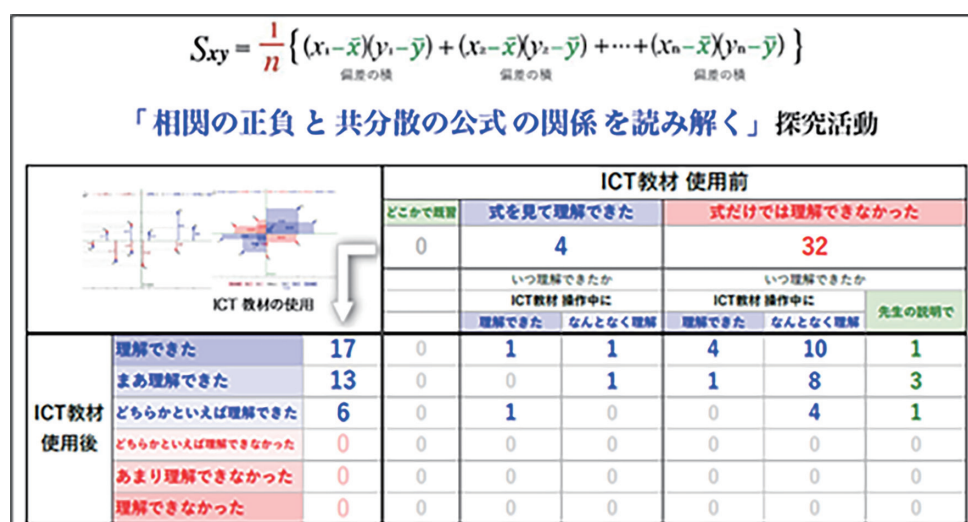 Sxy = 1/n {(x₁−x̄)(y₁−ȳ) + (x₂−x̄)(y₂−ȳ) + ⋯ + (xn−x̄)(yn−ȳ)}
偏差の積 偏差の積 偏差の積
「相関の正負 と 共分散の公式 の関係 を読み解く」探究活動
ICT教材 使用前
どこかで既習 式を見て理解できた 式だけでは理解できなかった
0 4 32
いつ理解できたか いつ理解できたか
ICT 教材の使用 ICT教材 操作中に ICT教材 操作中に 先生の説明で
理解できた なんとなく理解 理解できた なんとなく理解
ICT教材 使用後
理解できた 17 0 1 1 4 10 1
まあ理解できた 13 0 0 1 1 8 3
どちらかといえば理解できた 6 0 1 0 0 4 1
どちらかといえば理解できなかった 0 0 0 0 0 0 0
あまり理解できなかった 0 0 0 0 0 0 0
理解できなかった 0 0 0 0 0 0 0